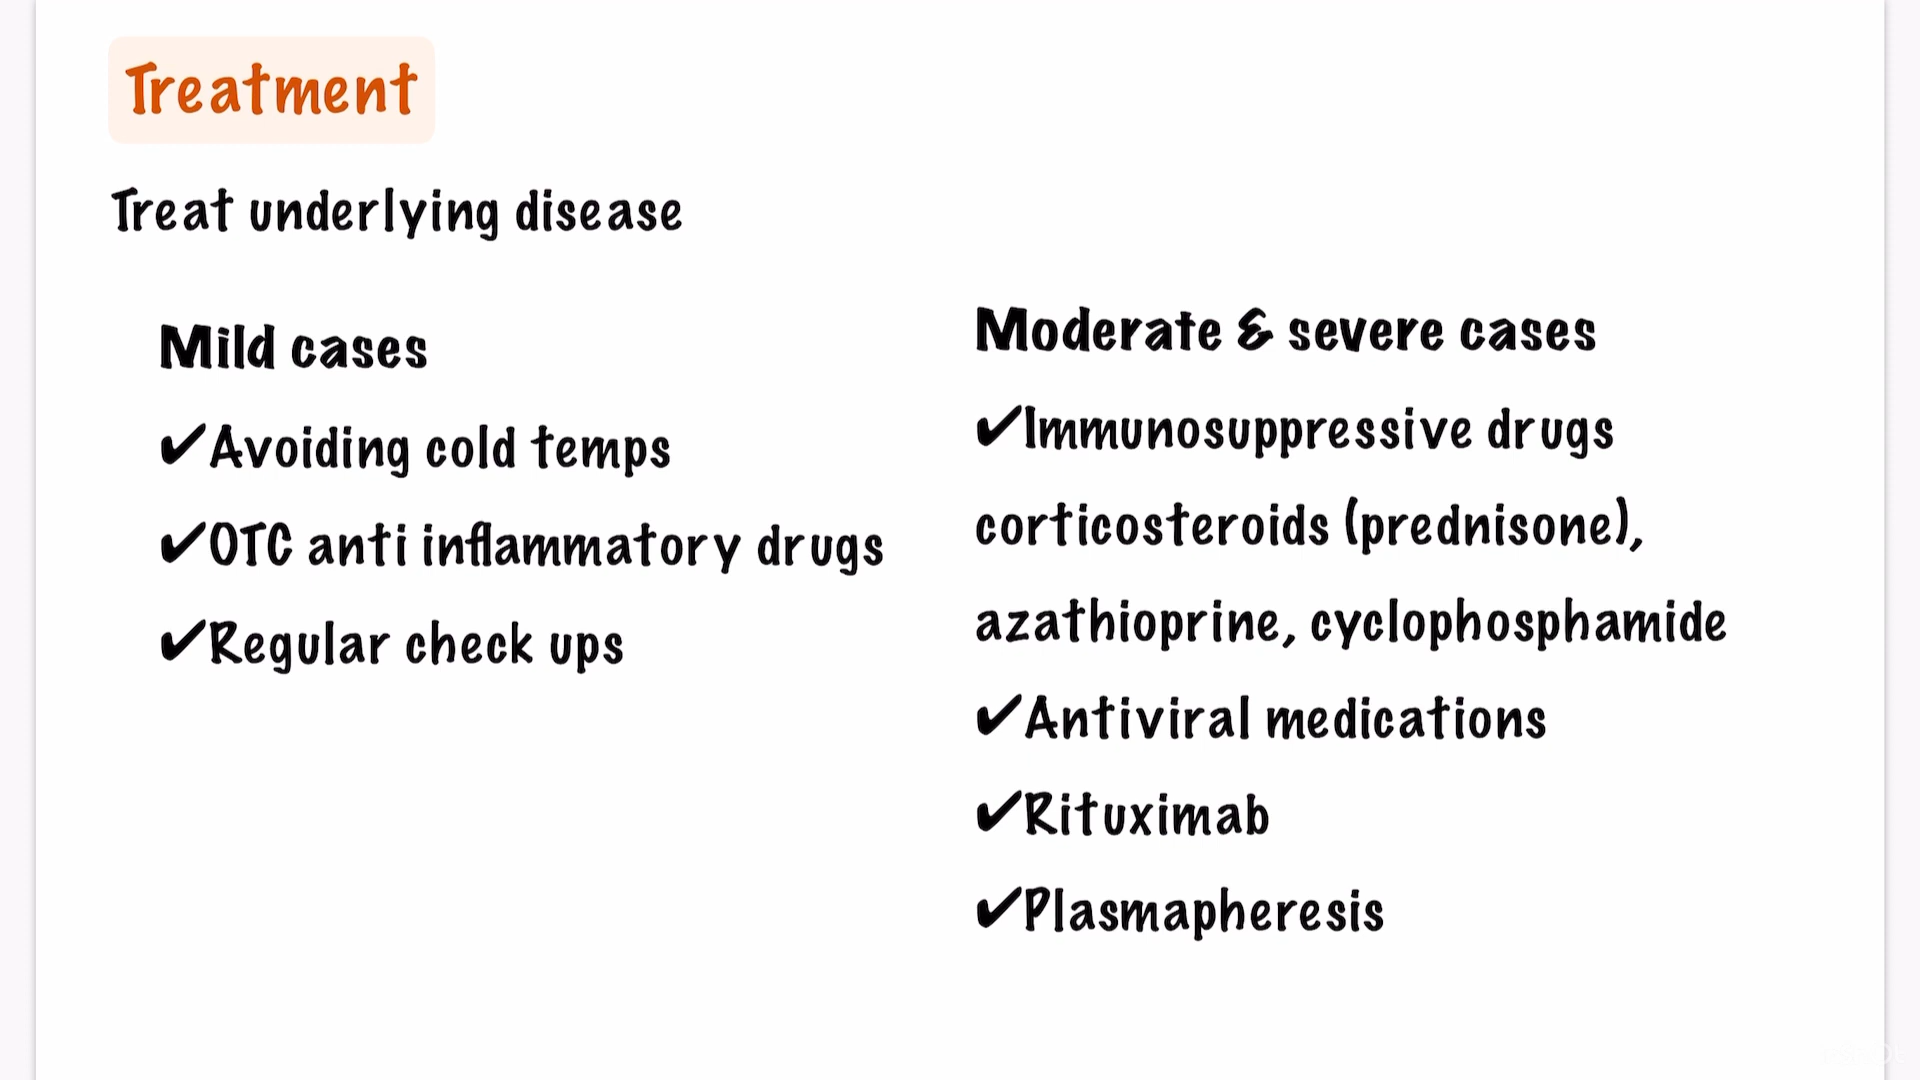 Treatment
Treat underlying disease
Mild cases
✔Avoiding cold temps
✔OTC anti inflammatory drugs
✔Regular check ups
Moderate & severe cases
✔Immunosuppressive drugs
corticosteroids (prednisone),
azathioprine, cyclophosphamide
✔Antiviral medications
✔Rituximab
✔Plasmapheresis